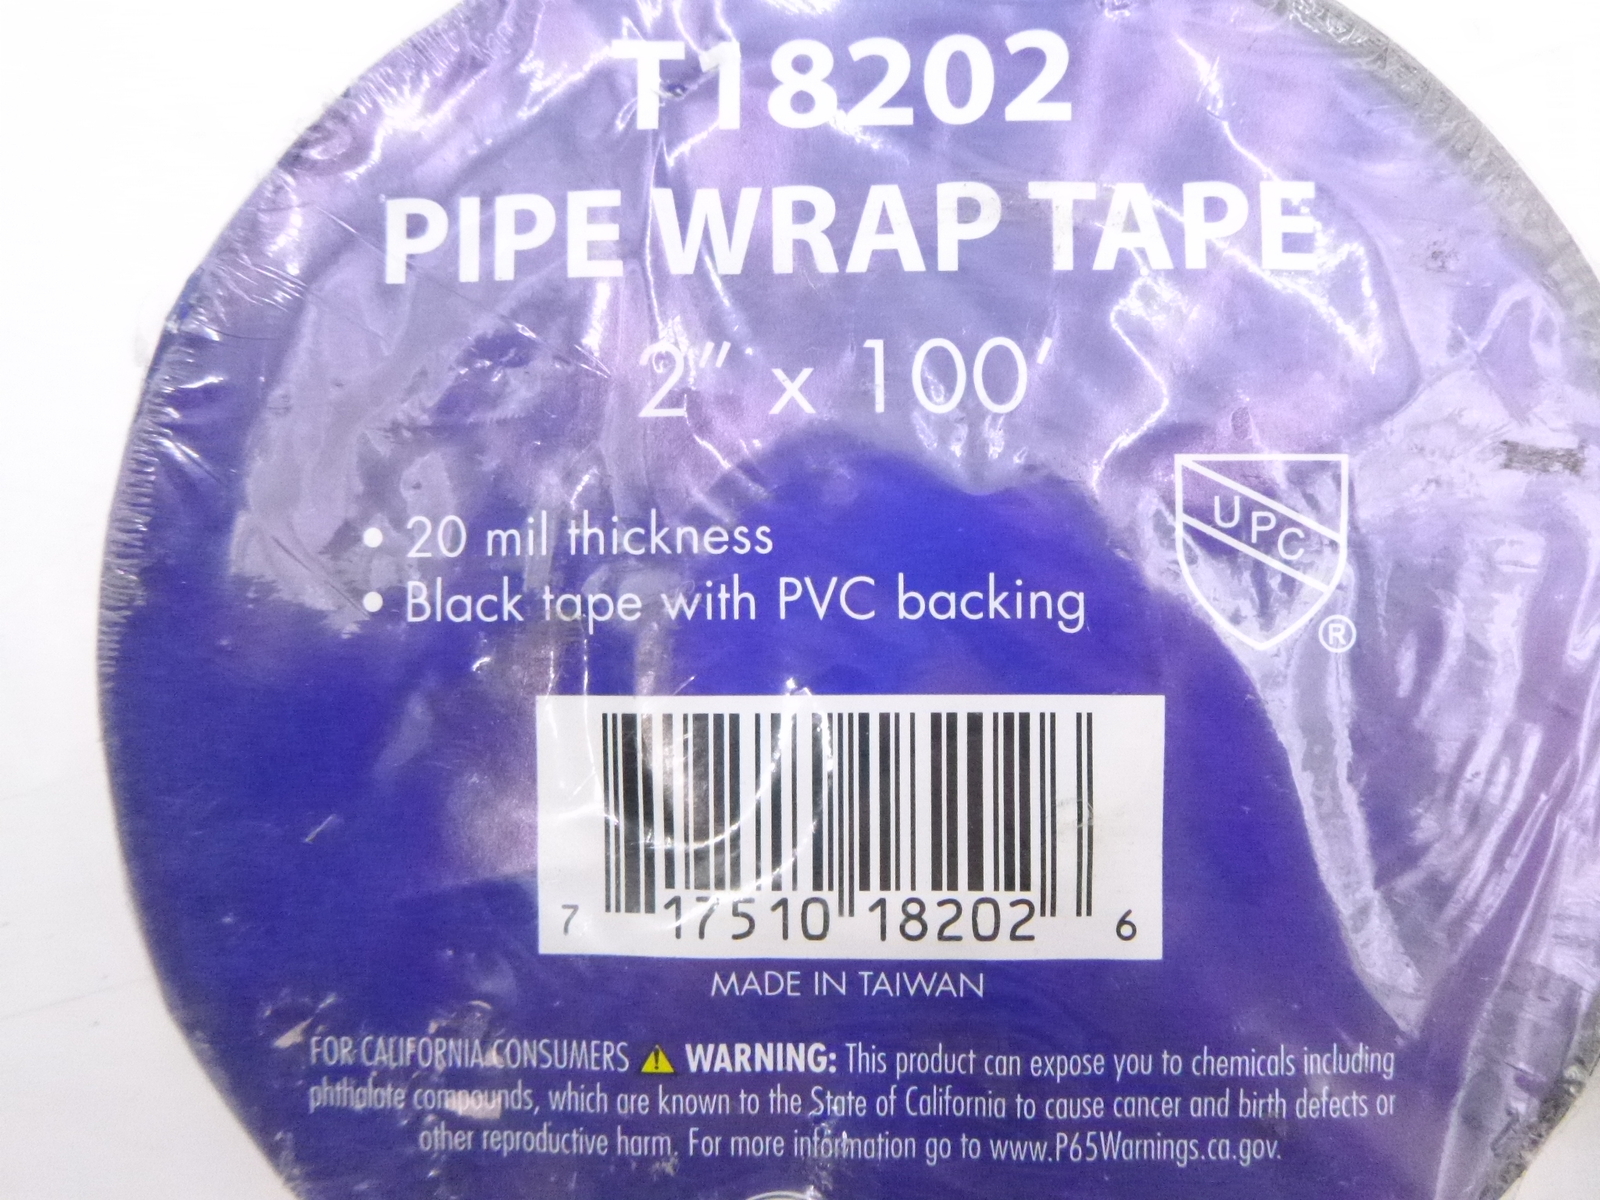 T18202
PIPE WRAP TAPE
2" x 100'
• 20 mil thickness
• Black tape with PVC backing
UPC
®
7 17510 18202 6
MADE IN TAIWAN
FOR CALIFORNIA CONSUMERS ⚠ WARNING: This product can expose you to chemicals including
phthalate compounds, which are known to the State of California to cause cancer and birth defects or
other reproductive harm. For more information go to www.P65Warnings.ca.gov.